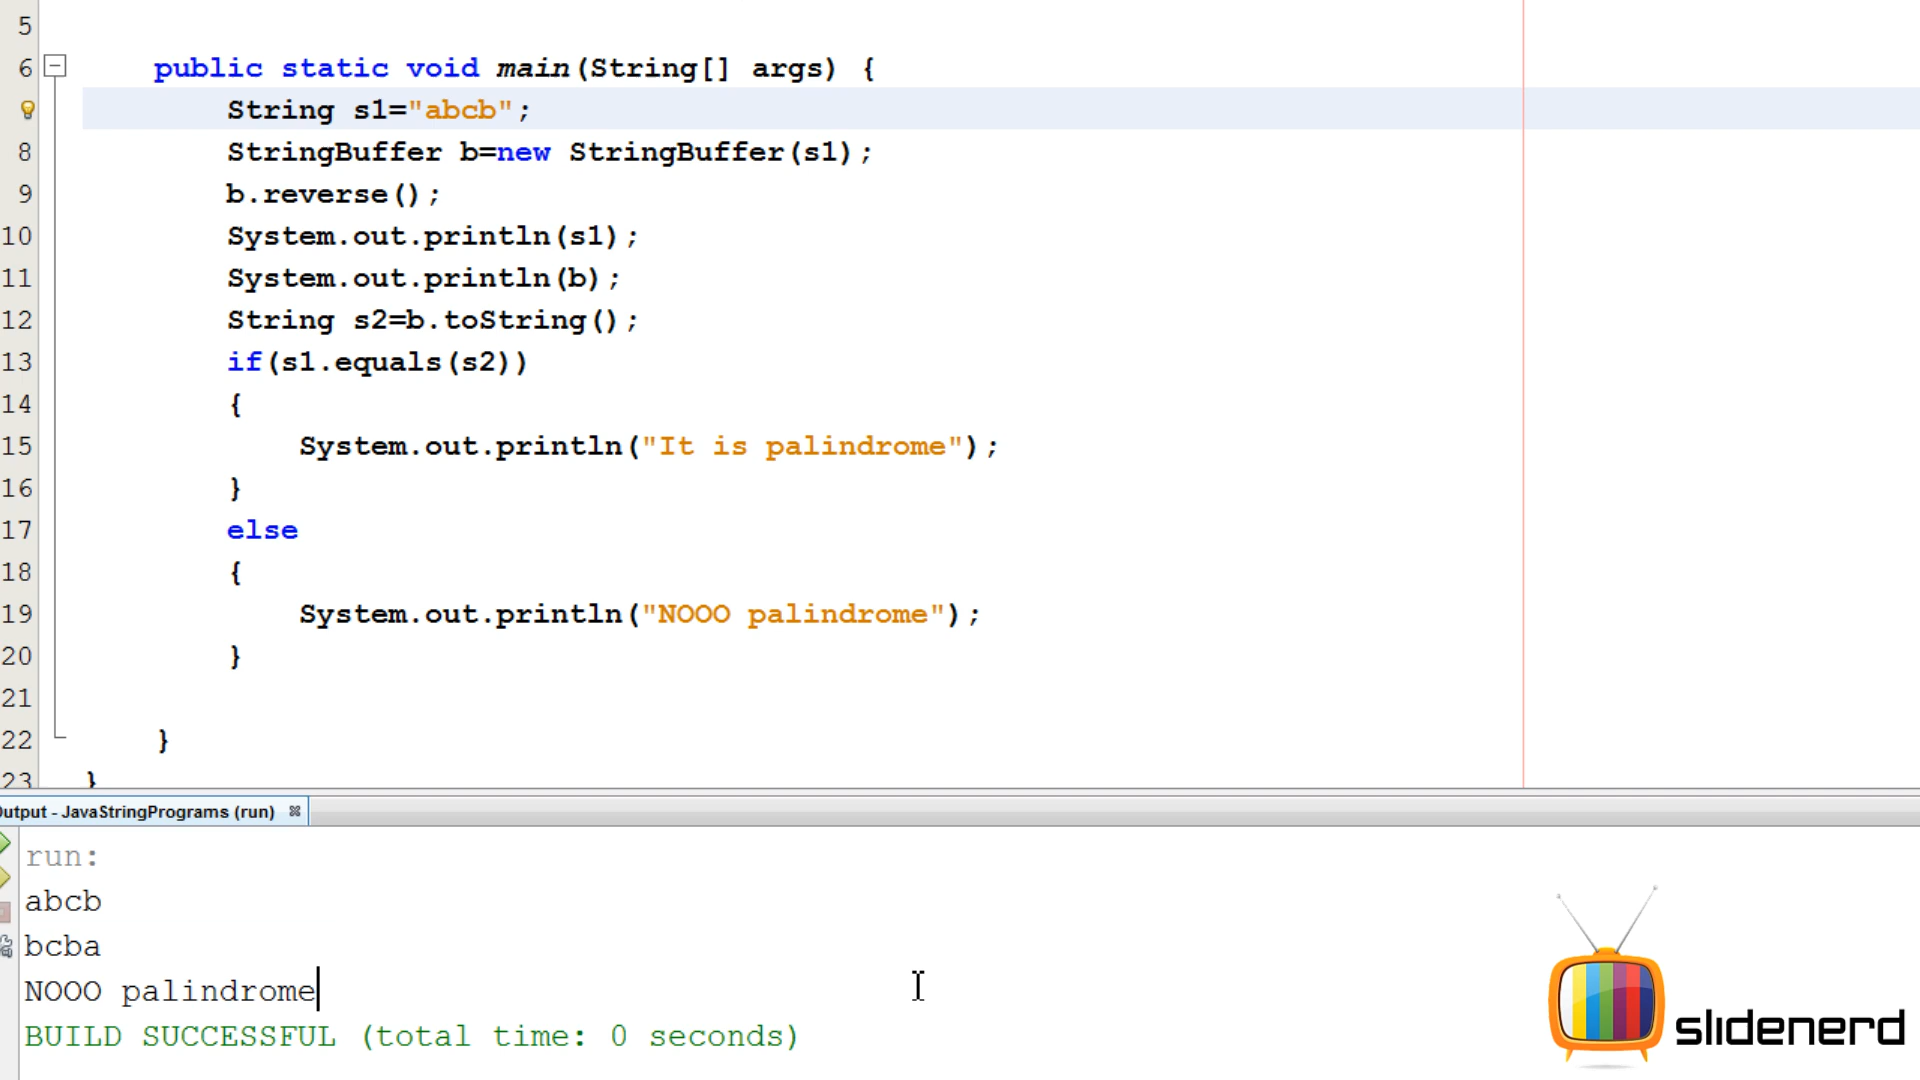 5
6 public static void main(String[] args) {
String s1="abcb";
8 StringBuffer b=new StringBuffer(s1);
9 b.reverse();
10 System.out.println(s1);
11 System.out.println(b);
12 String s2=b.toString();
13 if(s1.equals(s2))
14 {
15 System.out.println("It is palindrome");
16 }
17 else
18 {
19 System.out.println("NOOO palindrome");
20 }
21
22 }
23 }
Output - JavaStringPrograms (run)
run:
abcb
bcba
NOOO palindrome
BUILD SUCCESSFUL (total time: 0 seconds)
slidenerd